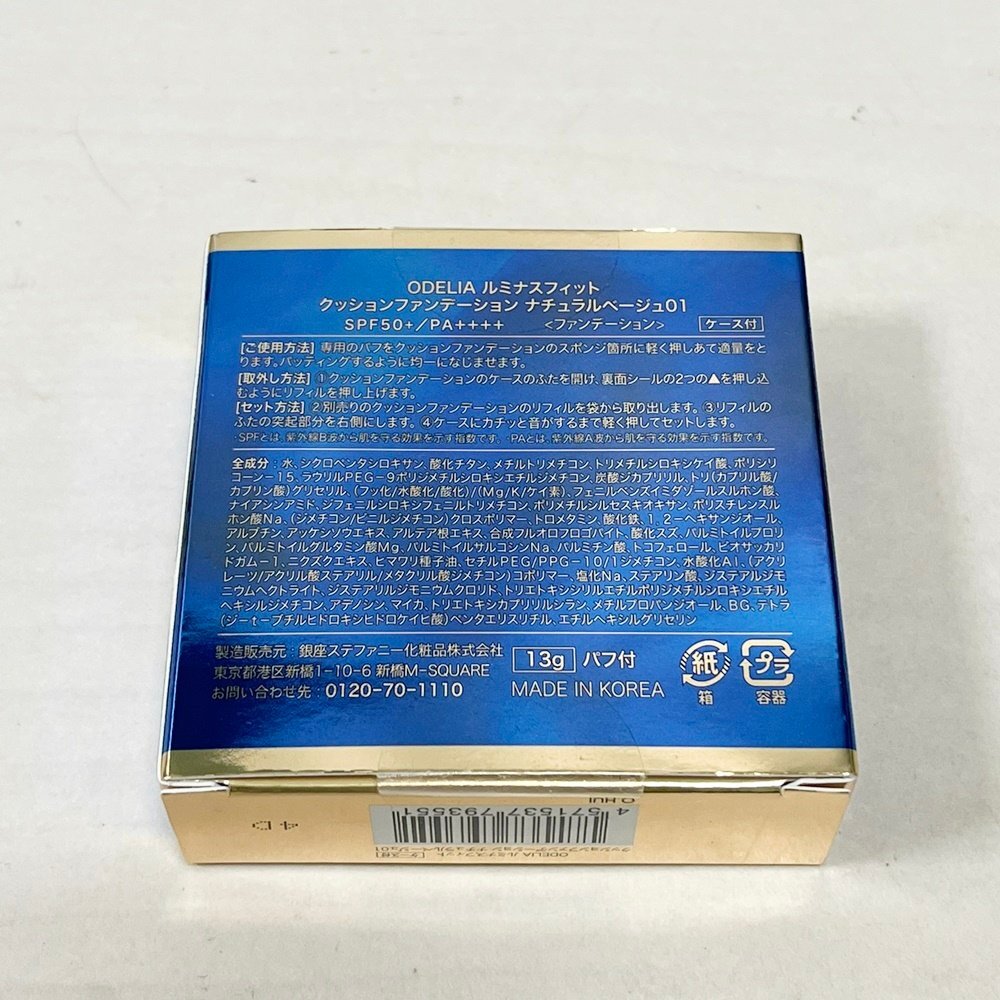 ODELIA ルミナスフィット
クッションファンデーション ナチュラルベージュ01
SPF50+/PA++++ <ファンデーション> ケース付
[ご使用方法] 専用のパフをクッションファンデーションのスポンジ箇所に軽く押しあて適量をと
ります。パッティングするように均一になじませます。
[取外し方法] ①クッションファンデーションのケースのふたを開け、裏面シールの2つの▲を押し込
むようにリフィルを押し上げます。
[セット方法] ②別売りのクッションファンデーションのリフィルを袋から取り出します。③リフィルの
ふたの突起部分を右側にします。④ケースにカチッと音がするまで軽く押してセットします。
・SPFとは、紫外線B波から肌を守る効果を示す指数です。・PAとは、紫外線A波から肌を守る効果を示す指数です。
全成分：水、シクロペンタシロキサン、酸化チタン、メチルトリメチコン、トリメチルシロキシケイ酸、ポリシリ
コーン-15、ラウリルPEG-9ポリジメチルシロキシエチルジメチコン、炭酸ジカプリリル、トリ(カプリル酸/
カプリン酸)グリセリル、(フッ化/水酸化/酸化)/(Mg/K/ケイ素)、フェニルベンズイミダゾールスルホン酸、
ナイアシンアミド、ジフェニルシロキシフェニルトリメチコン、ポリメチルシルセスキオキサン、ポリスチレンスル
ホン酸Na、(ジメチコン/ビニルジメチコン)クロスポリマー、トロメタミン、酸化鉄、1,2-ヘキサンジオール、
アルブチン、アッケシソウエキス、アルテア根エキス、合成フルオロフロゴパイト、酸化スズ、パルミトイルプロリ
ン、パルミトイルグルタミン酸Mg、パルミトイルサルコシンNa、パルミチン酸、トコフェロール、ビオサッカリ
ドガム-1、ニクズクエキス、ヒマワリ種子油、セチルPEG/PPG-10/1ジメチコン、水酸化Al、(アクリ
レーツ/アクリル酸ステアリル/メタクリル酸ジメチコン)コポリマー、塩化Na、ステアリン酸、ジステアルジモ
ニウムヘクトライト、ジステアリルジモニウムクロリド、トリエトキシシリルエチルポリジメチルシロキシエチル
ヘキシルジメチコン、アデノシン、マイカ、トリエトキシカプリリルシラン、メチルプロパンジオール、BG、テトラ
(ジーt-ブチルヒドロキシヒドロケイヒ酸)ペンタエリスリチル、エチルヘキシルグリセリン
製造販売元：銀座ステファニー化粧品株式会社
東京都港区新橋1-10-6 新橋M-SQUARE
お問い合わせ先：0120-70-1110
13g パフ付
MADE IN KOREA
紙
箱
プラ
容器
O HUI
4571537793551
ODELIA ルミナスフィット [ケース付]
クッションファンデーション ナチュラルベージュ01